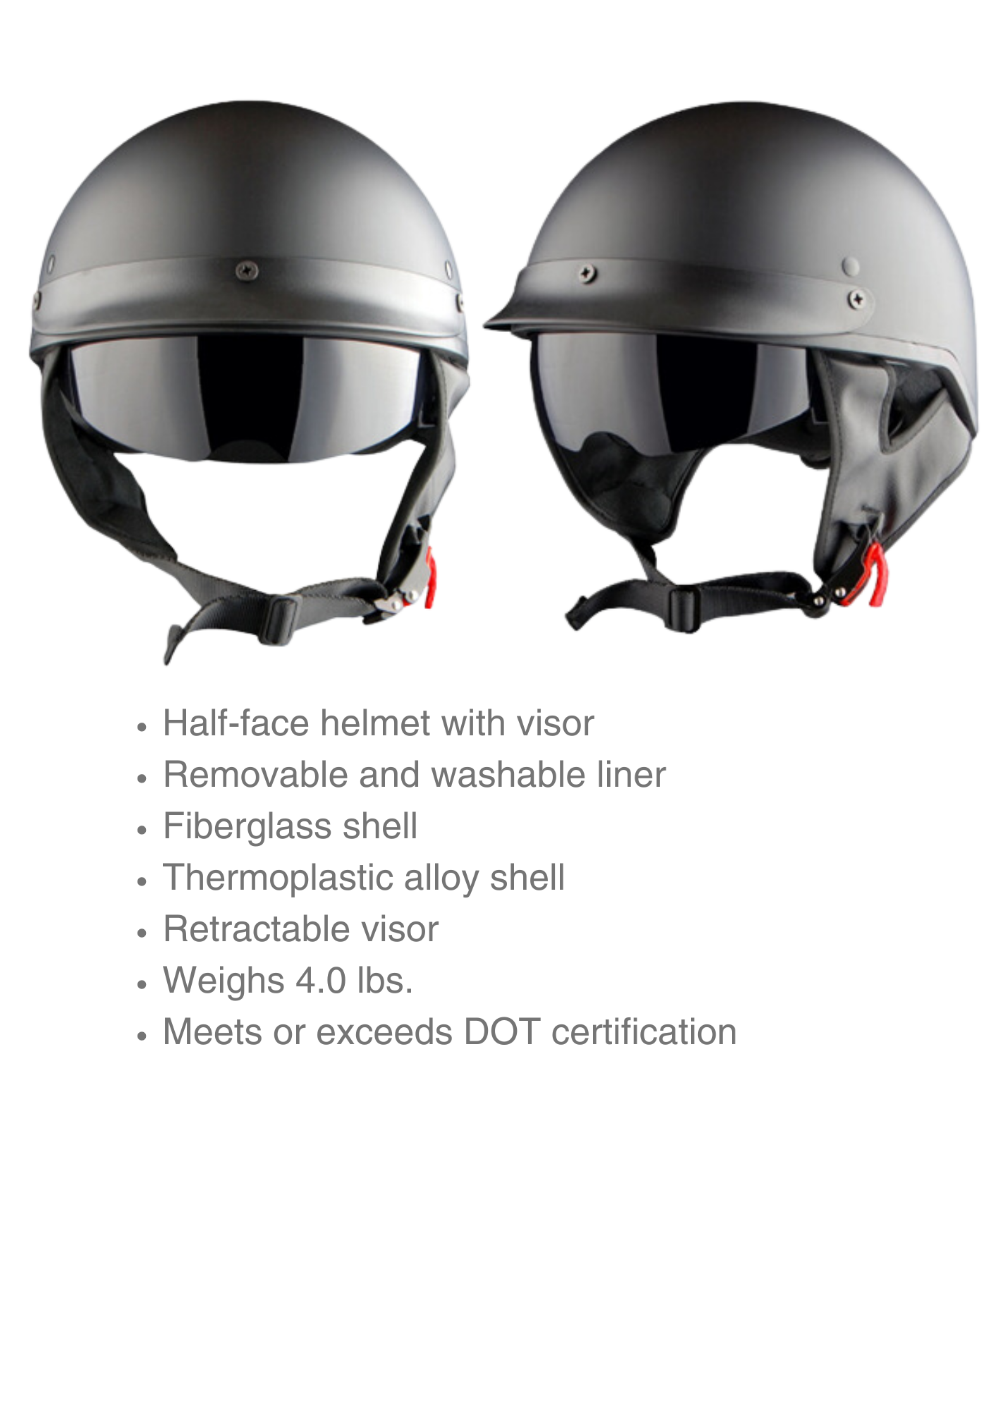 • Half-face helmet with visor
• Removable and washable liner
• Fiberglass shell
• Thermoplastic alloy shell
• Retractable visor
• Weighs 4.0 lbs.
• Meets or exceeds DOT certification